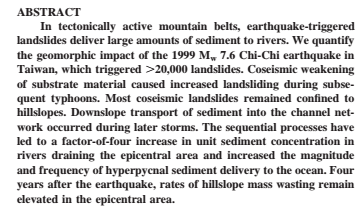 ABSTRACT
In tectonically active mountain belts, earthquake-triggered
landslides deliver large amounts of sediment to rivers. We quantify
the geomorphic impact of the 1999 Mw 7.6 Chi-Chi earthquake in
Taiwan, which triggered >20,000 landslides. Coseismic weakening
of substrate material caused increased landsliding during subse-
quent typhoons. Most coseismic landslides remained confined to
hillslopes. Downslope transport of sediment into the channel net-
work occurred during later storms. The sequential processes have
led to a factor-of-four increase in unit sediment concentration in
rivers draining the epicentral area and increased the magnitude
and frequency of hyperpycnal sediment delivery to the ocean. Four
years after the earthquake, rates of hillslope mass wasting remain
elevated in the epicentral area.